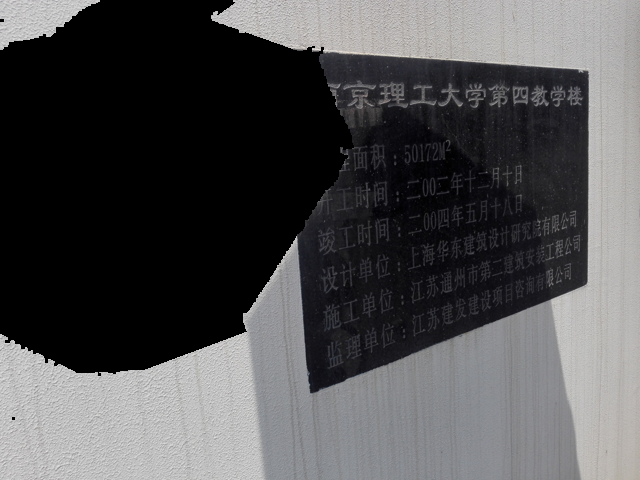 京理工大学第四教学楼
面积：50172M²
开工时间：二00二年十二月十日
竣工时间：二00四年五月十八日
设计单位：上海华东建筑设计研究院有限公司
施工单位：江苏通州市第二建筑安装工程公司
监理单位：江苏建发建设项目咨询有限公司